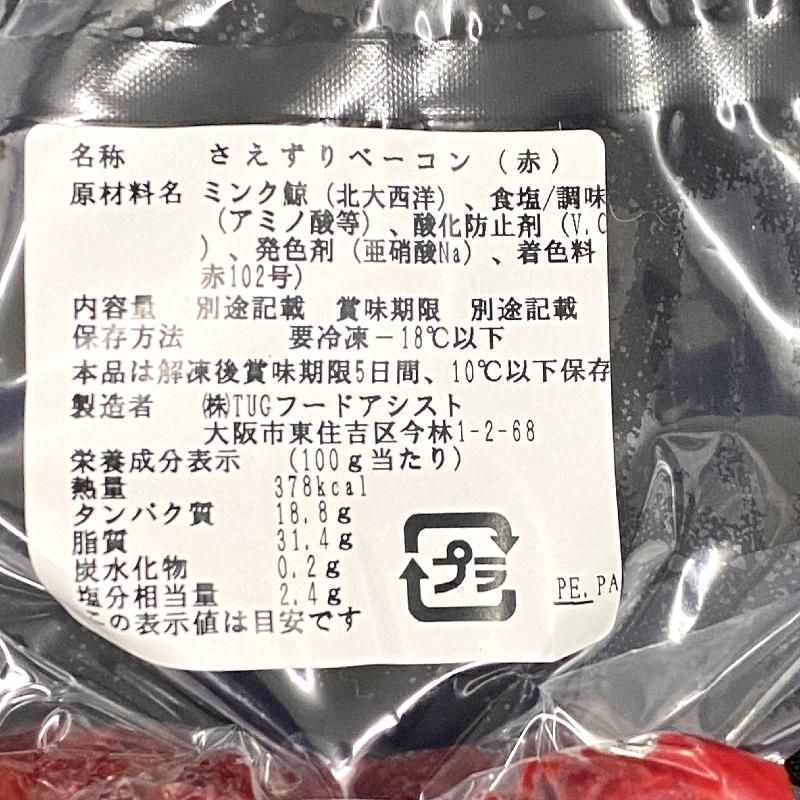 名称 さえずりベーコン（赤）
原材料名 ミンク鯨（北大西洋）、食塩/調味
（アミノ酸等）、酸化防止剤（V.C
）、発色剤（亜硝酸Na）、着色料
赤102号)
内容量 別途記載 賞味期限 別途記載
保存方法 要冷凍－18℃以下
本品は解凍後賞味期限5日間、10℃以下保存
製造者 ㈱TUGフードアシスト
大阪市東住吉区今林1-2-68
栄養成分表示 (100g当たり)
熱量 378kcal
タンパク質 18.8g
脂質 31.4g
炭水化物 0.2g
塩分相当量 2.4g
この表示値は目安です
プラ
PE.PA